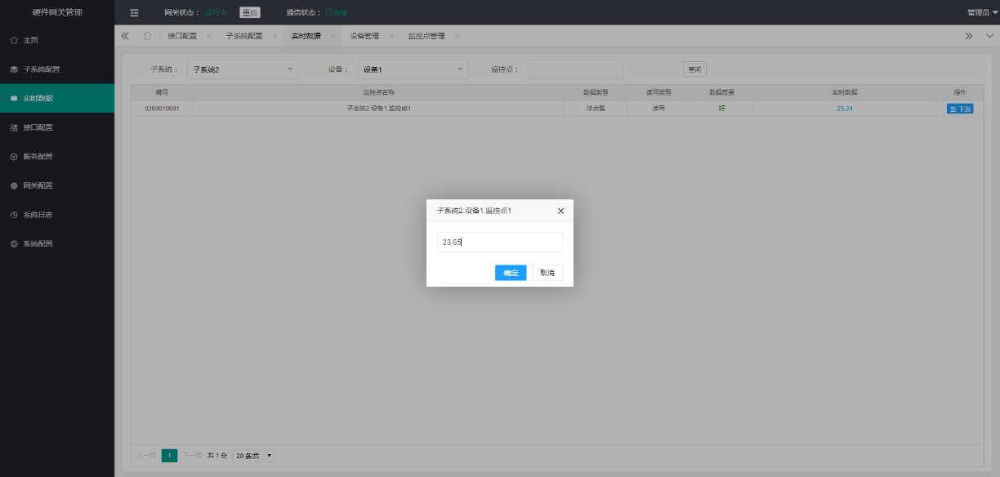 硬件网关管理
网关状态： 运行中 重启 通信状态： 已连接 管理员
主页
子系统配置
实时数据
接口配置
服务配置
网关配置
系统日志
系统配置
接口配置 × 子系统配置 × 实时数据 × 设备管理 × 监控点管理 ×
子系统： 子系统2 设备： 设备1 监控点： 查询
编号 监控点名称 数据类型 读写类型 数据质量 实时数据 操作
0200010001 子系统2.设备1.监控点1 浮点型 读写 好 25.24 下发
子系统2.设备1.监控点1
23.65
确定 取消
上一页 1 下一页 共 1 条 20 条/页